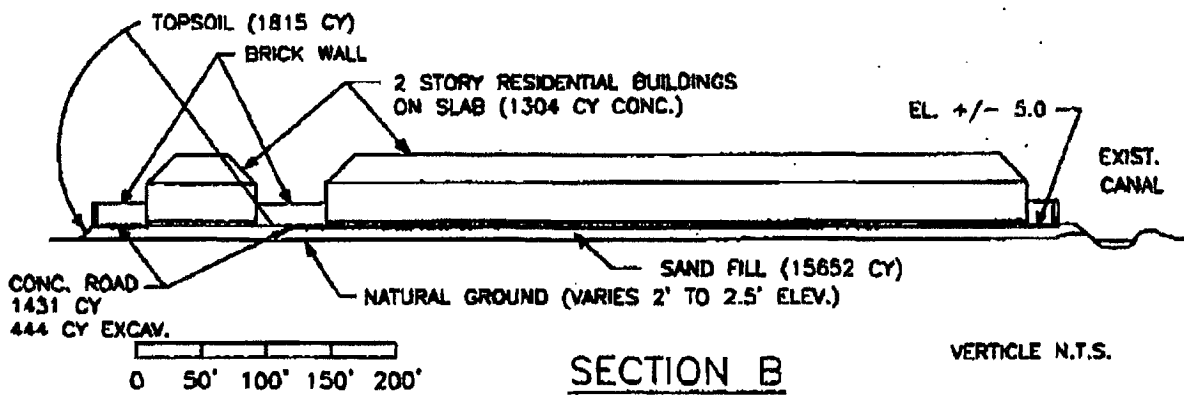 TOPSOIL (1815 CY)
BRICK WALL
2 STORY RESIDENTIAL BUILDINGS
ON SLAB (1304 CY CONC.)
EL. +/- 5.0
EXIST.
CANAL
SAND FILL (15652 CY)
CONC. ROAD
1431 CY
444 CY EXCAV.
NATURAL GROUND (VARIES 2' TO 2.5' ELEV.)
0 50' 100' 150' 200'
SECTION B
VERTICLE N.T.S.